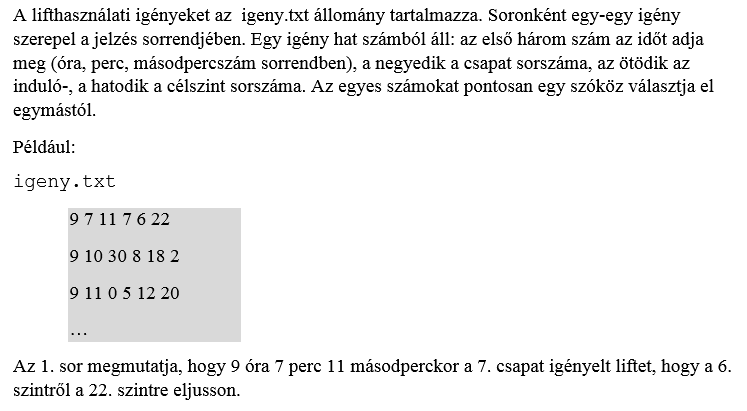 A lifthasználati igényeket az  igeny.txt állomány tartalmazza. Soronként egy-egy igény
szerepel a jelzés sorrendjében. Egy igény hat számból áll: az első három szám az időt adja
meg (óra, perc, másodpercszám sorrendben), a negyedik a csapat sorszáma, az ötödik az
induló-, a hatodik a célszint sorszáma. Az egyes számokat pontosan egy szóköz választja el
egymástól.
Például:
igeny.txt
9 7 11 7 6 22
9 10 30 8 18 2
9 11 0 5 12 20
…
Az 1. sor megmutatja, hogy 9 óra 7 perc 11 másodperckor a 7. csapat igényelt liftet, hogy a 6.
szintről a 22. szintre eljusson.